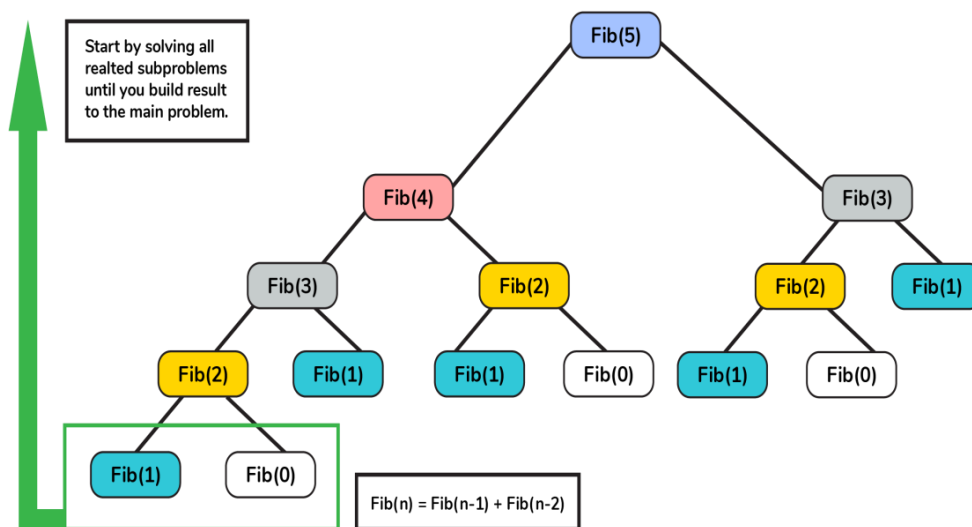 Start by solving all
realted subproblems
until you build result
to the main problem.
Fib(5)
Fib(4)
Fib(3)
Fib(3)
Fib(2)
Fib(2)
Fib(1)
Fib(2)
Fib(1)
Fib(1)
Fib(0)
Fib(1)
Fib(0)
Fib(1)
Fib(0)
Fib(n) = Fib(n-1) + Fib(n-2)